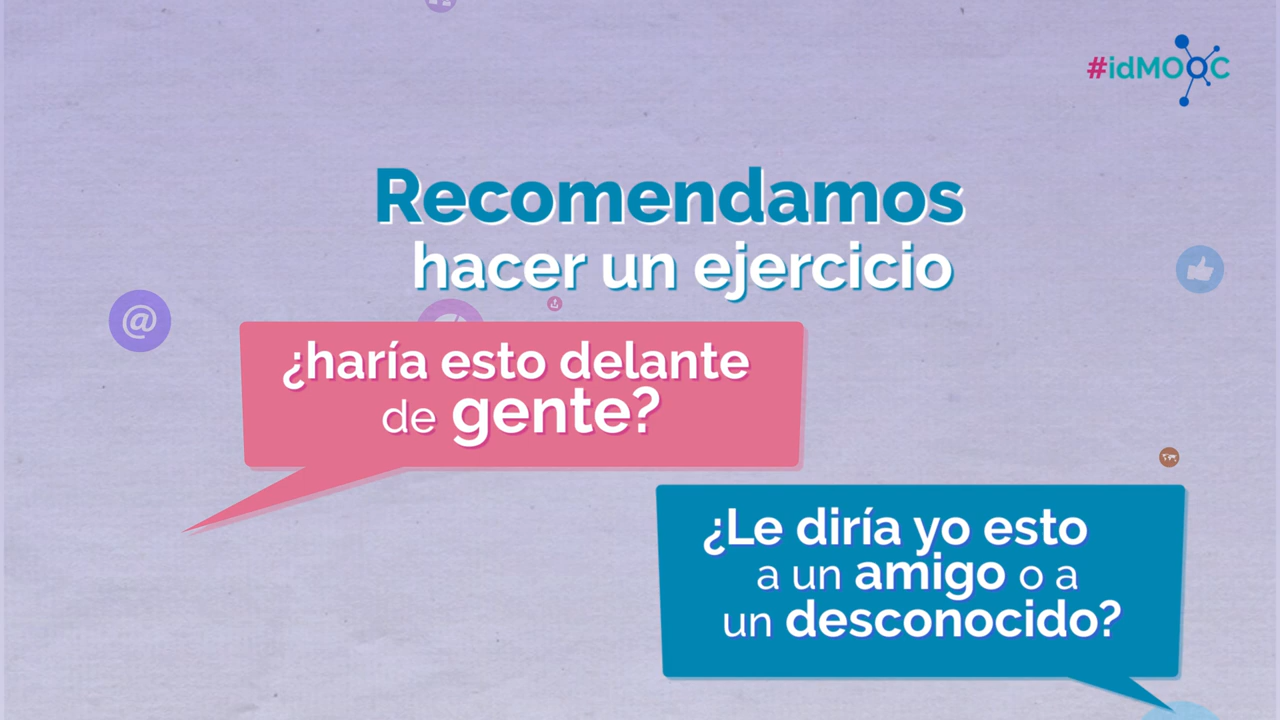 #idMOOC
Recomendamos
hacer un ejercicio
@
¿haría esto delante
de gente?
¿Le diría yo esto
a un amigo o a
un desconocido?